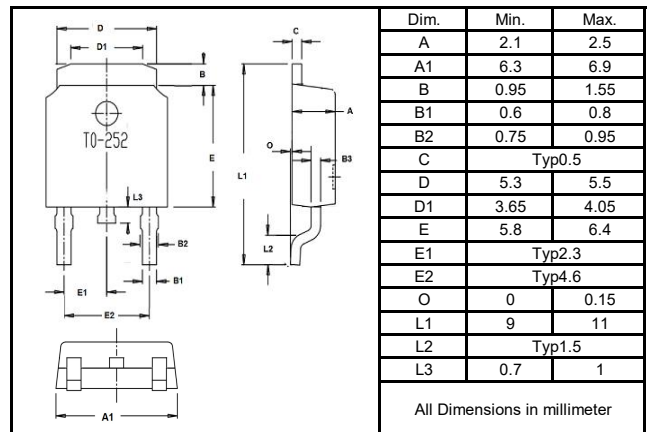 D
D1
C
B
A
TO-252
O
B3
E
L1
L3
L2
B2
B1
E1
E2
A1
Dim. Min. Max.
A 2.1 2.5
A1 6.3 6.9
B 0.95 1.55
B1 0.6 0.8
B2 0.75 0.95
C Typ0.5
D 5.3 5.5
D1 3.65 4.05
E 5.8 6.4
E1 Typ2.3
E2 Typ4.6
O 0 0.15
L1 9 11
L2 Typ1.5
L3 0.7 1
All Dimensions in millimeter